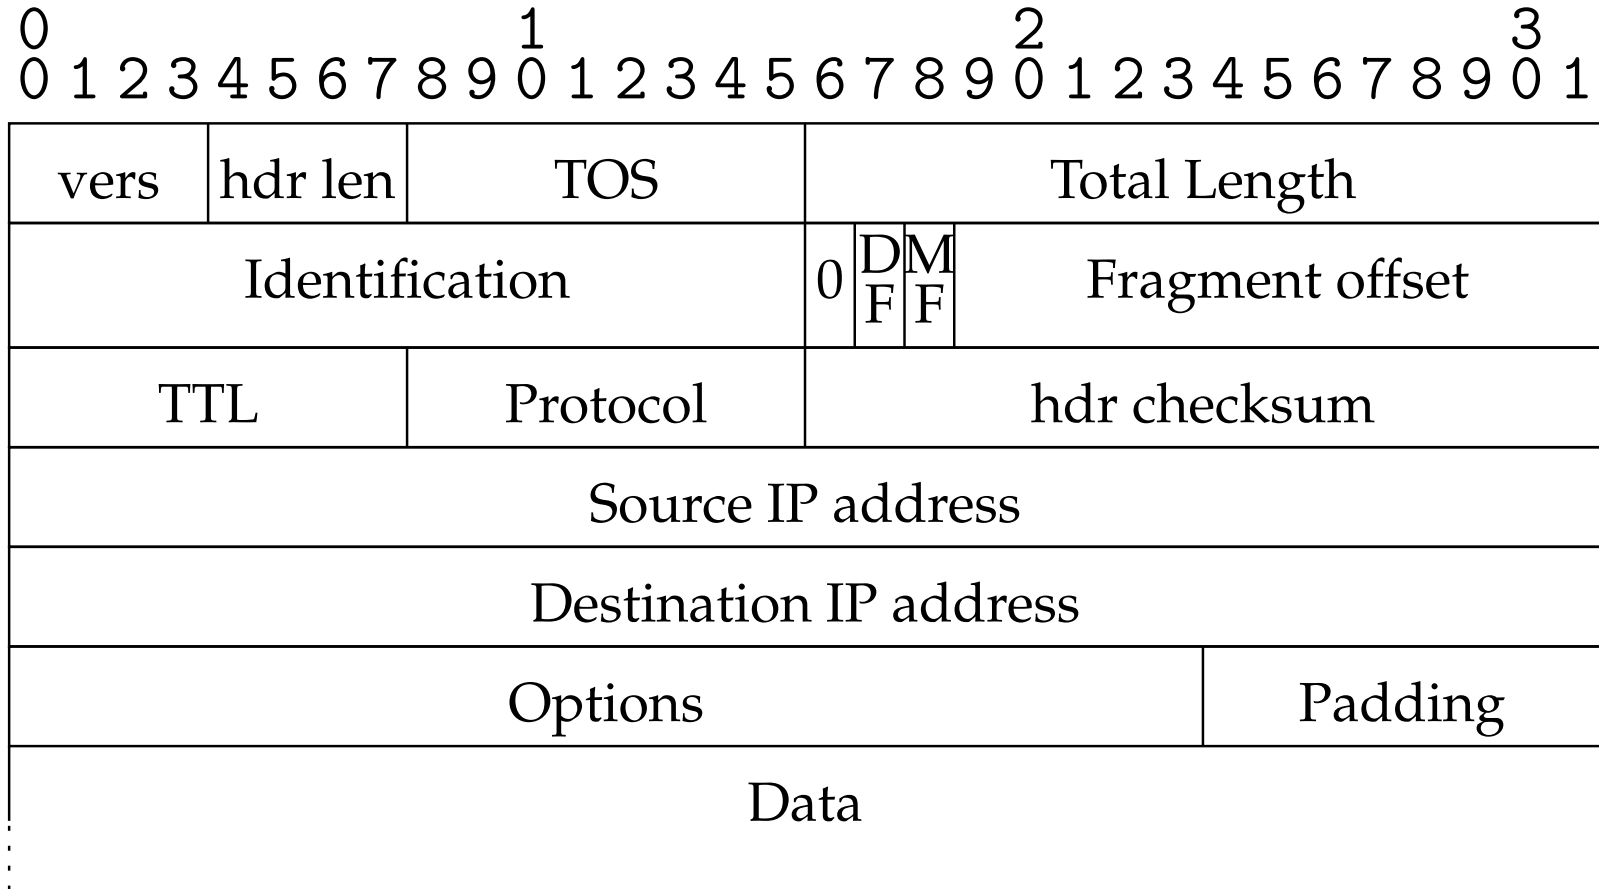 0 1 2 3
0 1 2 3 4 5 6 7 8 9 0 1 2 3 4 5 6 7 8 9 0 1 2 3 4 5 6 7 8 9 0 1
vers hdr len TOS Total Length
Identification 0 DF MF Fragment offset
TTL Protocol hdr checksum
Source IP address
Destination IP address
Options Padding
Data